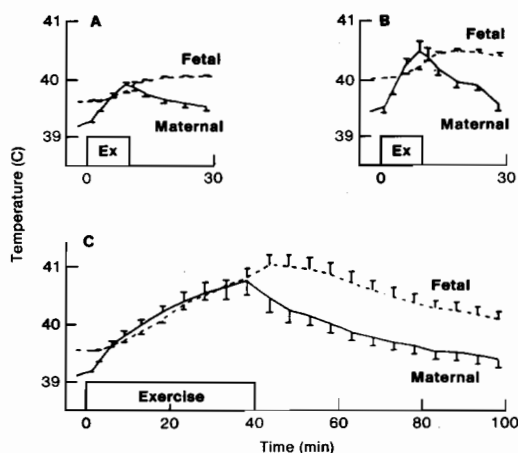 A
41
40
39
Fetal
Maternal
Ex
0
30
B
41
40
39
Fetal
Maternal
Ex
0
30
Temperature (C)
C
41
40
39
Fetal
Maternal
Exercise
0
20
40
60
80
100
Time (min)